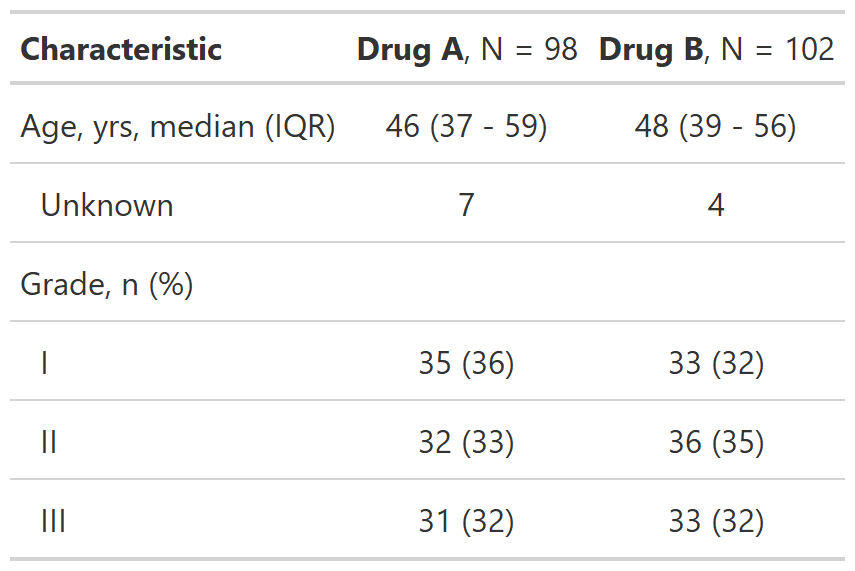 Characteristic Drug A, N = 98 Drug B, N = 102
Age, yrs, median (IQR) 46 (37 - 59) 48 (39 - 56)
Unknown 7 4
Grade, n (%)
I 35 (36) 33 (32)
II 32 (33) 36 (35)
III 31 (32) 33 (32)